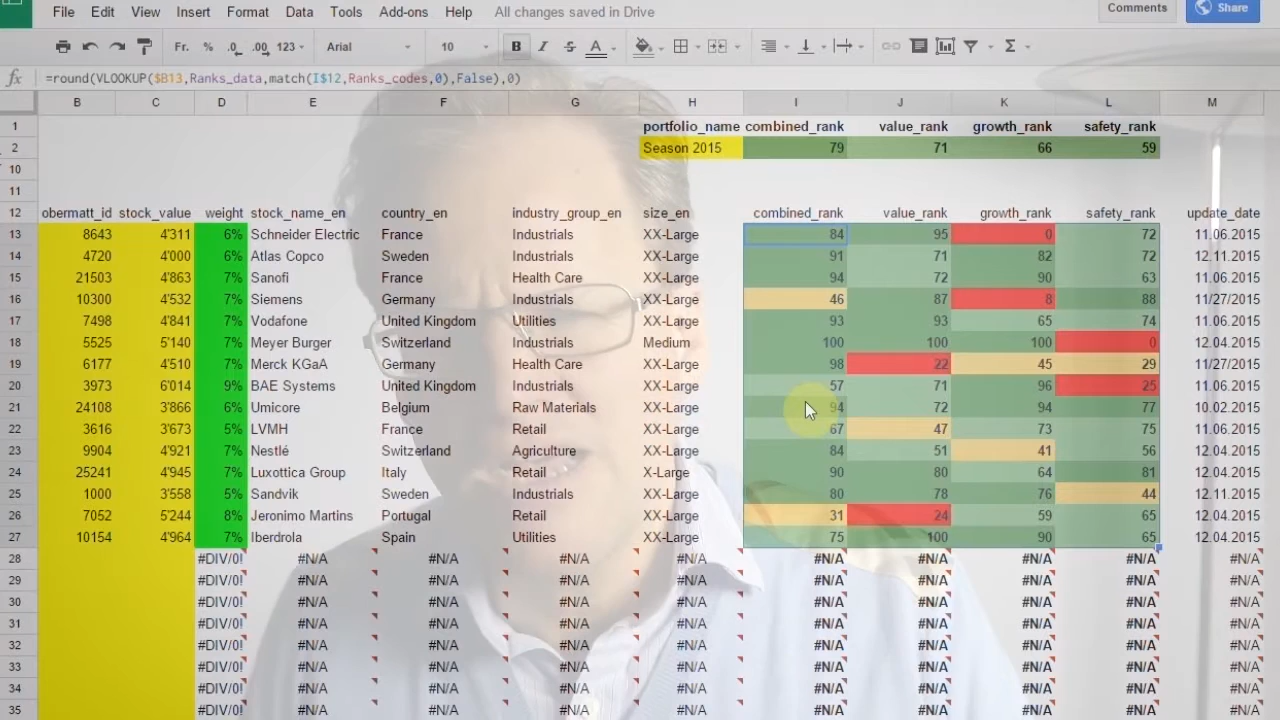 File Edit View Insert Format Data Tools Add-ons Help All changes saved in Drive Comments Share
Fr. % .0 .00 123 Arial 10 B I S A Σ
fx =round(VLOOKUP($B13,Ranks_data,match(I$12,Ranks_codes,0),False),0)
B C D E F G H I J K L M
1 portfolio_name combined_rank value_rank growth_rank safety_rank
2 Season 2015 79 71 66 59
10
11
12 obermatt_id stock_value weight stock_name_en country_en industry_group_en size_en combined_rank value_rank growth_rank safety_rank update_date
13 8643 4'311 6% Schneider Electric France Industrials XX-Large 84 95 0 72 11.06.2015
14 4720 4'000 6% Atlas Copco Sweden Industrials XX-Large 91 71 82 72 12.11.2015
15 21503 4'863 7% Sanofi France Health Care XX-Large 94 72 90 63 11.06.2015
16 10300 4'532 7% Siemens Germany Industrials XX-Large 46 87 8 88 11/27/2015
17 7498 4'841 7% Vodafone United Kingdom Utilities XX-Large 93 93 65 74 11.06.2015
18 5525 5'140 7% Meyer Burger Switzerland Industrials Medium 100 100 100 0 12.04.2015
19 6177 4'510 7% Merck KGaA Germany Health Care XX-Large 98 22 45 29 11/27/2015
20 3973 6'014 9% BAE Systems United Kingdom Industrials XX-Large 57 71 96 25 11.06.2015
21 24108 3'866 6% Umicore Belgium Raw Materials XX-Large 94 72 94 77 10.02.2015
22 3616 3'673 5% LVMH France Retail XX-Large 67 47 73 75 11.06.2015
23 9904 4'921 7% Nestlé Switzerland Agriculture XX-Large 84 51 41 56 12.04.2015
24 25241 4'945 7% Luxottica Group Italy Retail X-Large 90 80 64 81 12.04.2015
25 1000 3'558 5% Sandvik Sweden Industrials XX-Large 80 78 76 44 12.11.2015
26 7052 5'244 8% Jeronimo Martins Portugal Retail XX-Large 31 24 59 65 12.04.2015
27 10154 4'964 7% Iberdrola Spain Utilities XX-Large 75 100 90 65 12.04.2015
28 #DIV/0! #N/A #N/A #N/A #N/A #N/A #N/A #N/A #N/A #N/A
29 #DIV/0! #N/A #N/A #N/A #N/A #N/A #N/A #N/A #N/A #N/A
30 #DIV/0! #N/A #N/A #N/A #N/A #N/A #N/A #N/A #N/A #N/A
31 #DIV/0! #N/A #N/A #N/A #N/A #N/A #N/A #N/A #N/A #N/A
32 #DIV/0! #N/A #N/A #N/A #N/A #N/A #N/A #N/A #N/A #N/A
33 #DIV/0! #N/A #N/A #N/A #N/A #N/A #N/A #N/A #N/A #N/A
34 #DIV/0! #N/A #N/A #N/A #N/A #N/A #N/A #N/A #N/A #N/A
35 #DIV/0! #N/A #N/A #N/A #N/A #N/A #N/A #N/A #N/A #N/A